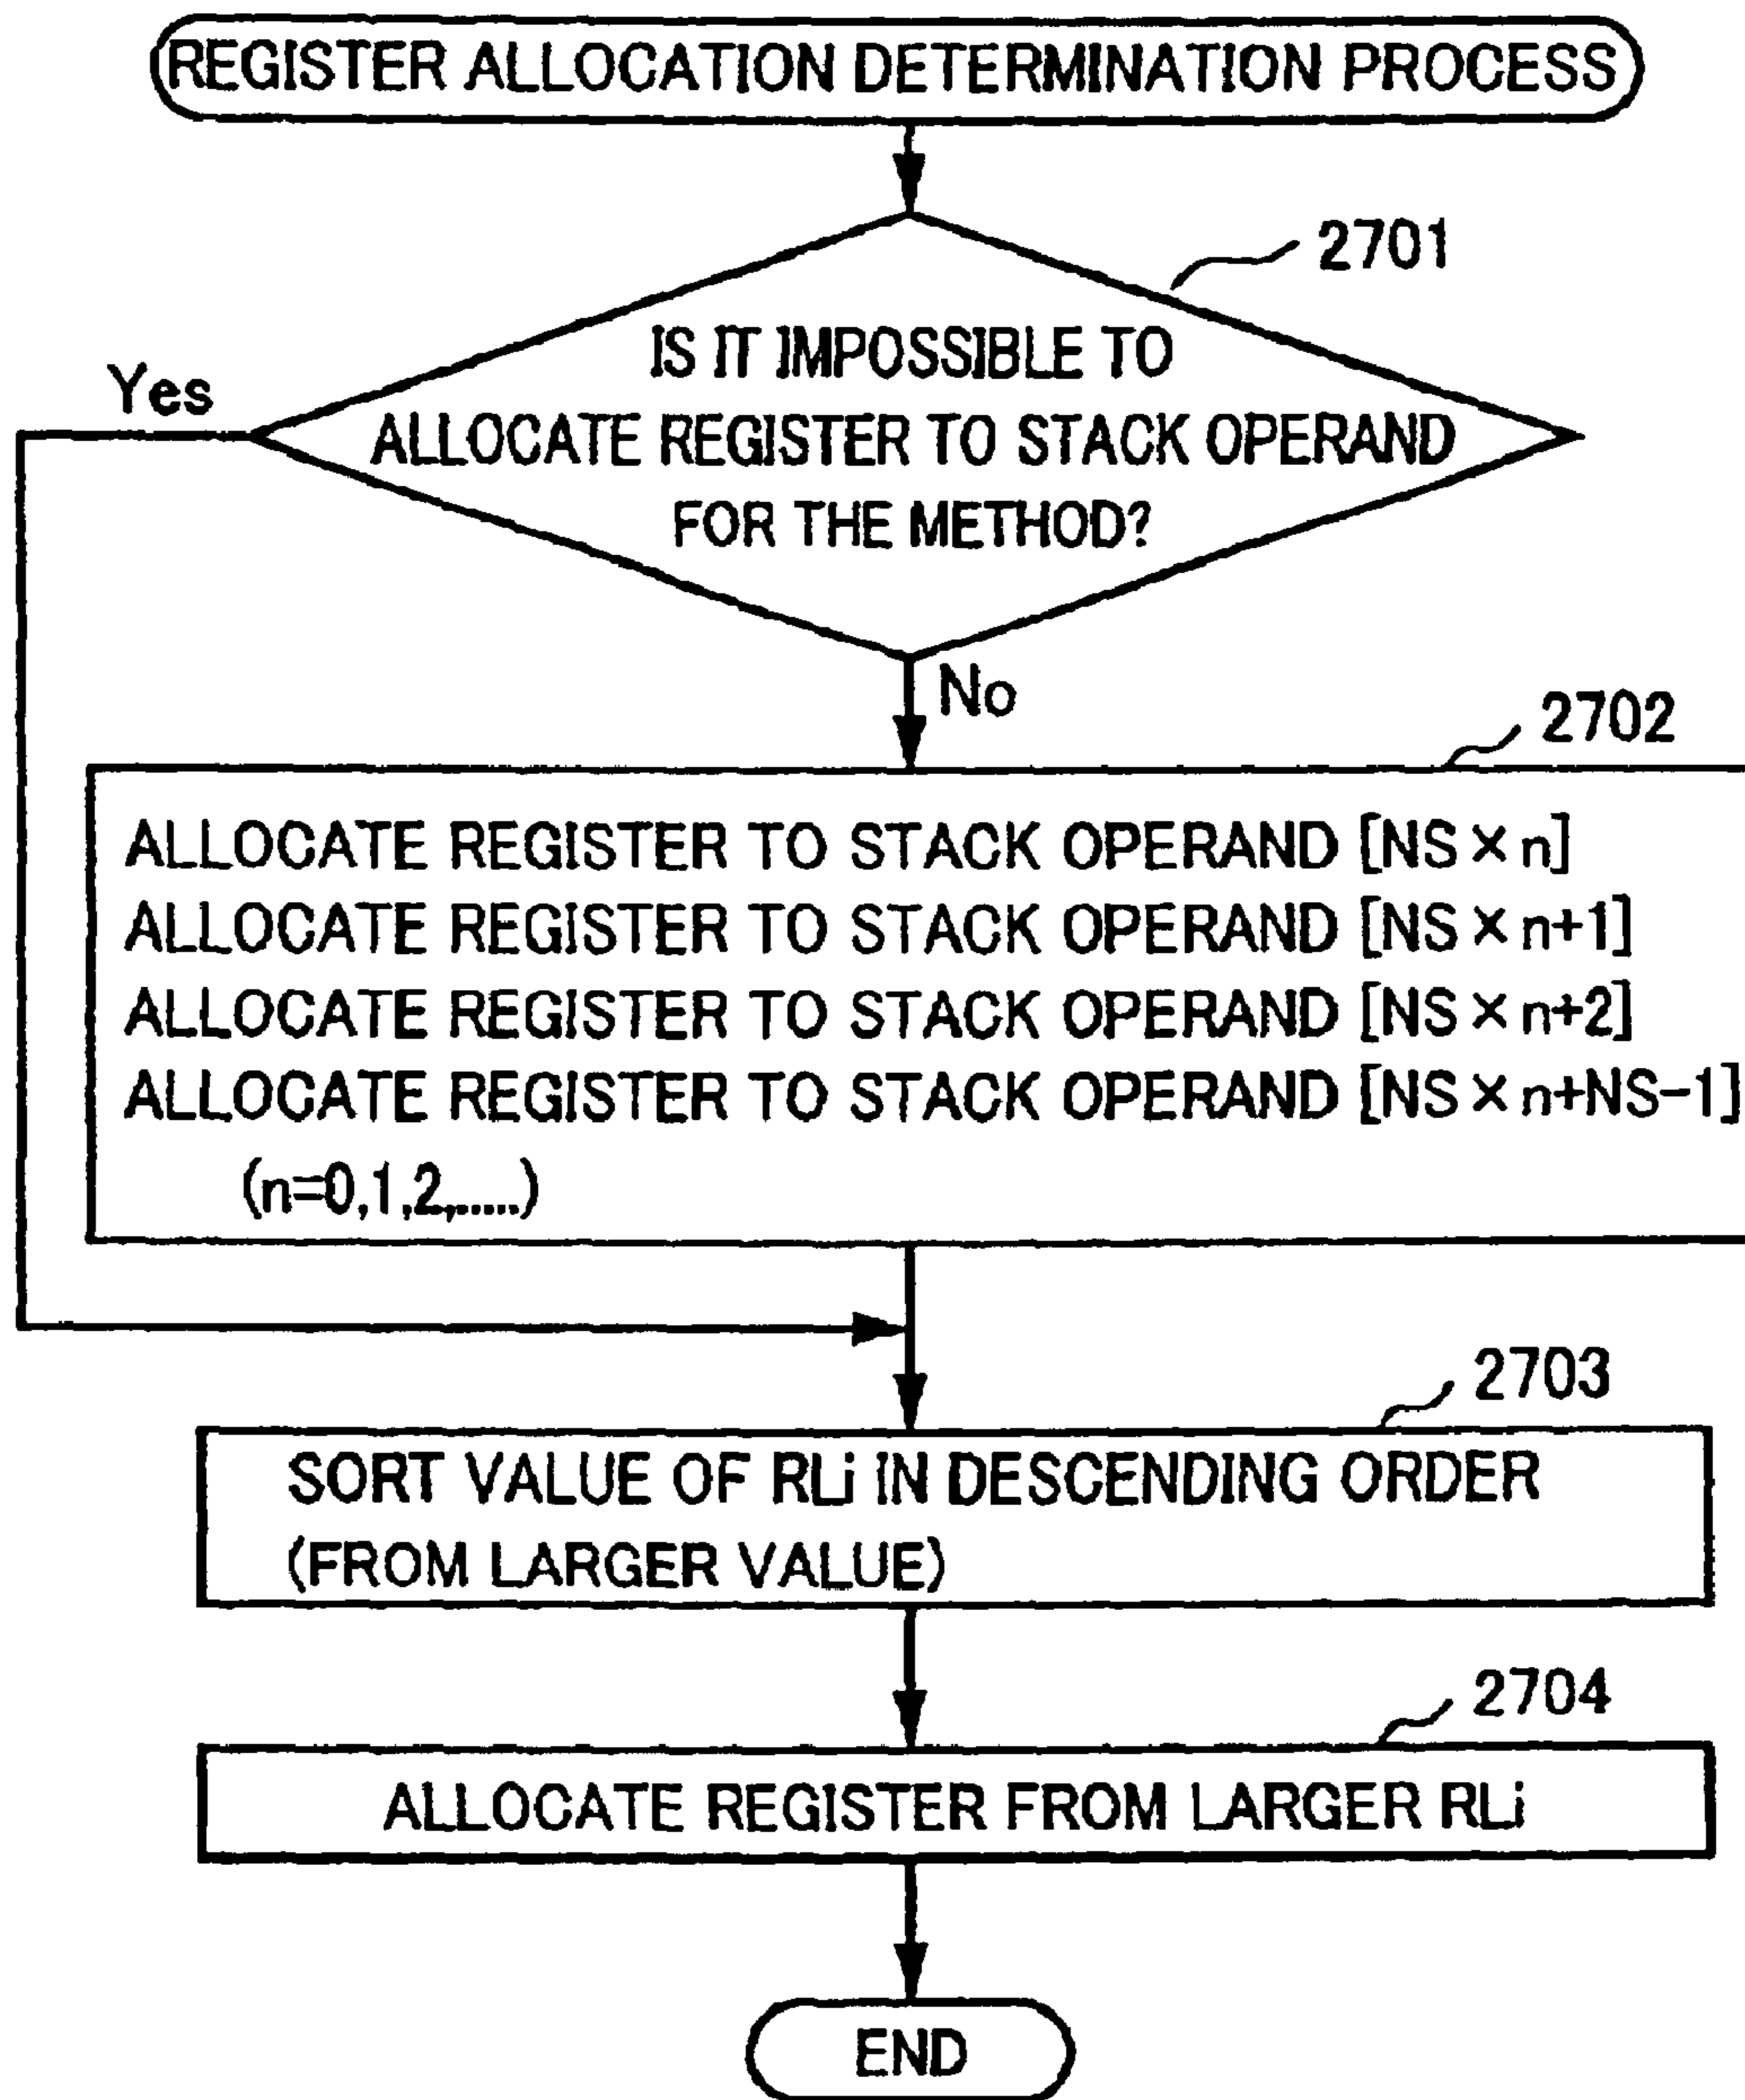 REGISTER ALLOCATION DETERMINATION PROCESS
2701
IS IT IMPOSSIBLE TO
ALLOCATE REGISTER TO STACK OPERAND
FOR THE METHOD?
Yes
No
2702
ALLOCATE REGISTER TO STACK OPERAND [NS×n]
ALLOCATE REGISTER TO STACK OPERAND [NS×n+1]
ALLOCATE REGISTER TO STACK OPERAND [NS×n+2]
ALLOCATE REGISTER TO STACK OPERAND [NS×n+NS-1]
(n=0,1,2,.....)
2703
SORT VALUE OF RLi IN DESCENDING ORDER
(FROM LARGER VALUE)
2704
ALLOCATE REGISTER FROM LARGER RLi
END